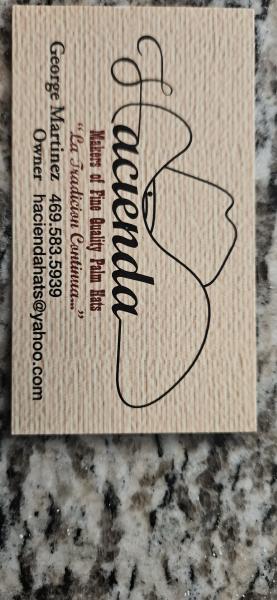 Hacienda
Makers of Fine Quality Palm Hats
"La Tradicion Continua..."
George Martinez 469.583.5939
Owner haciendahats@yahoo.com